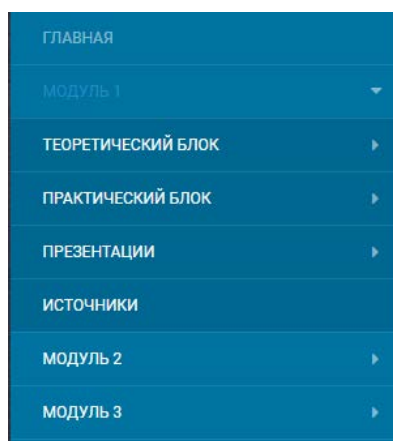 ГЛАВНАЯ
МОДУЛЬ 1
ТЕОРЕТИЧЕСКИЙ БЛОК
ПРАКТИЧЕСКИЙ БЛОК
ПРЕЗЕНТАЦИИ
ИСТОЧНИКИ
МОДУЛЬ 2
МОДУЛЬ 3